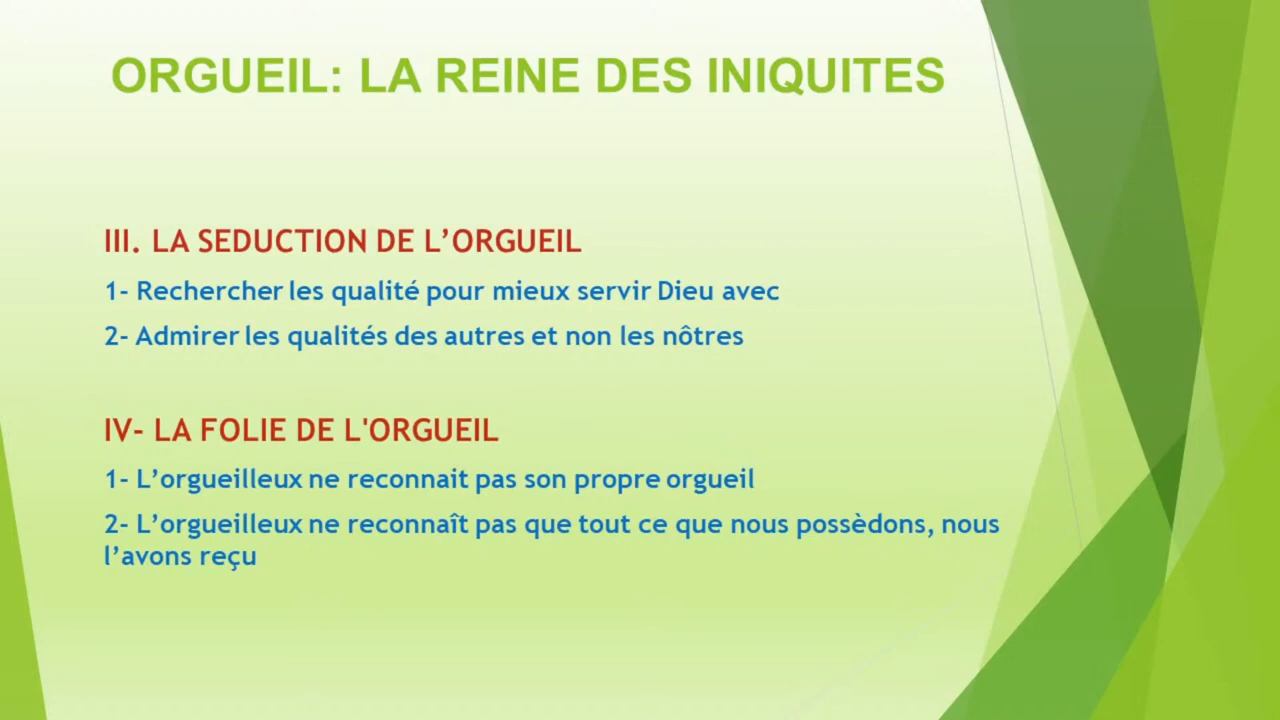 ORGUEIL: LA REINE DES INIQUITES
III. LA SEDUCTION DE L’ORGUEIL
1- Rechercher les qualité pour mieux servir Dieu avec
2- Admirer les qualités des autres et non les nôtres
IV- LA FOLIE DE L'ORGUEIL
1- L’orgueilleux ne reconnait pas son propre orgueil
2- L’orgueilleux ne reconnaît pas que tout ce que nous possèdons, nous
l’avons reçu